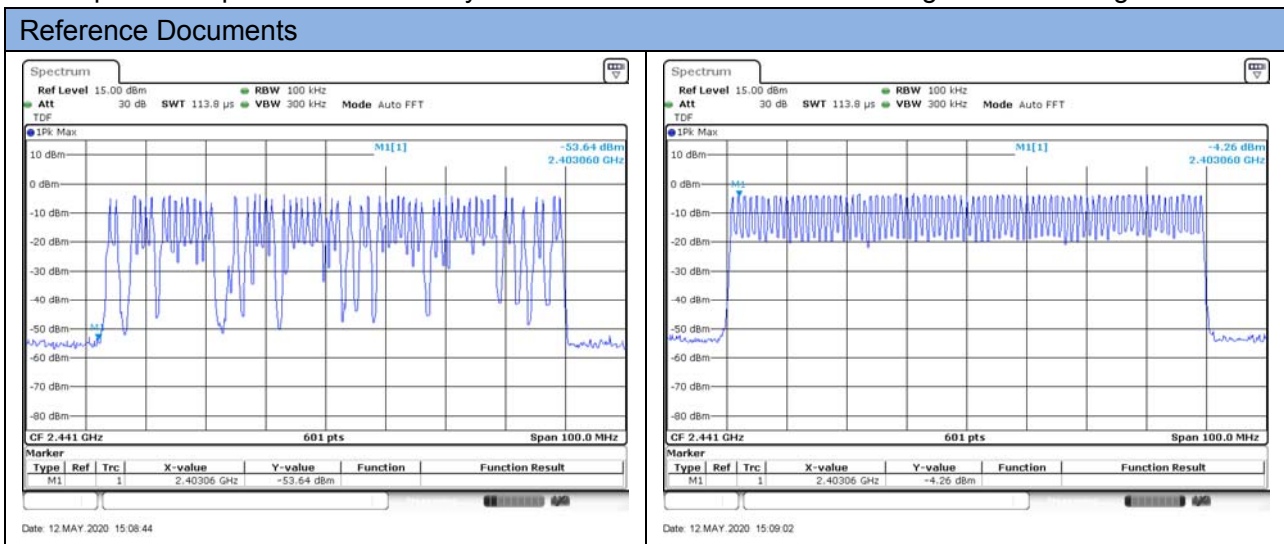 Reference Documents
Spectrum
Ref Level 15.00 dBm RBW 100 kHz
Att 30 dB SWT 113.8 µs VBW 300 kHz Mode Auto FFT
TDF
1Pk Max
M1[1] -53.64 dBm
2.403060 GHz
10 dBm
0 dBm
-10 dBm
-20 dBm
-30 dBm
-40 dBm
-50 dBm
M1
-60 dBm
-70 dBm
-80 dBm
CF 2.441 GHz 601 pts Span 100.0 MHz
Marker
Type Ref Trc X-value Y-value Function Function Result
M1 1 2.40306 GHz -53.64 dBm
Date: 12.MAY.2020 15:08:44
Spectrum
Ref Level 15.00 dBm RBW 100 kHz
Att 30 dB SWT 113.8 µs VBW 300 kHz Mode Auto FFT
TDF
1Pk Max
M1[1] -4.26 dBm
2.403060 GHz
10 dBm
0 dBm
M1
-10 dBm
-20 dBm
-30 dBm
-40 dBm
-50 dBm
-60 dBm
-70 dBm
-80 dBm
CF 2.441 GHz 601 pts Span 100.0 MHz
Marker
Type Ref Trc X-value Y-value Function Function Result
M1 1 2.40306 GHz -4.26 dBm
Date: 12.MAY.2020 15:09:02